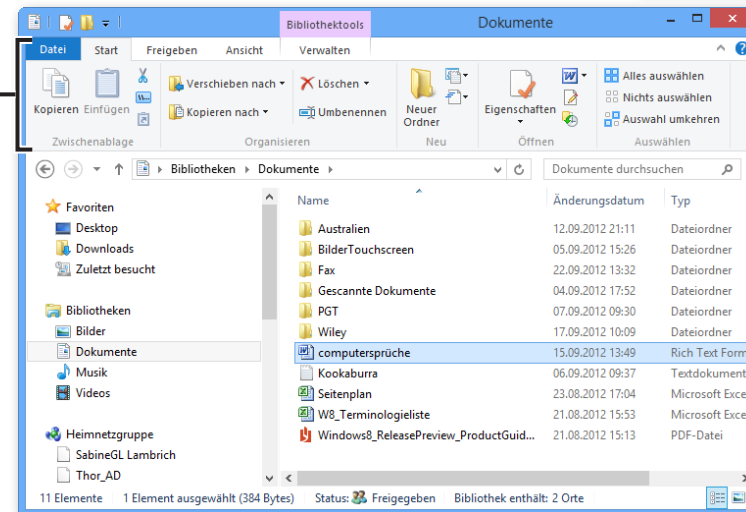 Bibliothektools Dokumente
Datei Start Freigeben Ansicht Verwalten
Kopieren Einfügen
Verschieben nach
Kopieren nach
Löschen
Umbenennen
Neuer
Ordner
Eigenschaften
Alles auswählen
Nichts auswählen
Auswahl umkehren
Zwischenablage Organisieren Neu Öffnen Auswählen
Bibliotheken Dokumente Dokumente durchsuchen
Favoriten
Desktop
Downloads
Zuletzt besucht
Bibliotheken
Bilder
Dokumente
Musik
Videos
Heimnetzgruppe
SabineGL Lambrich
Thor_AD
Name Änderungsdatum Typ
Australien 12.09.2012 21:11 Dateiordner
BilderTouchscreen 05.09.2012 15:26 Dateiordner
Fax 22.09.2012 13:32 Dateiordner
Gescannte Dokumente 04.09.2012 17:52 Dateiordner
PGT 07.09.2012 09:30 Dateiordner
Wiley 17.09.2012 10:09 Dateiordner
computersprüche 15.09.2012 13:49 Rich Text Form
Kookaburra 06.09.2012 09:37 Textdokument
Seitenplan 23.08.2012 17:04 Microsoft Exce
W8_Terminologieliste 21.08.2012 15:53 Microsoft Exce
Windows8_ReleasePreview_ProductGuid... 21.08.2012 15:13 PDF-Datei
11 Elemente 1 Element ausgewählt (384 Bytes) Status: Freigegeben Bibliothek enthält: 2 Orte